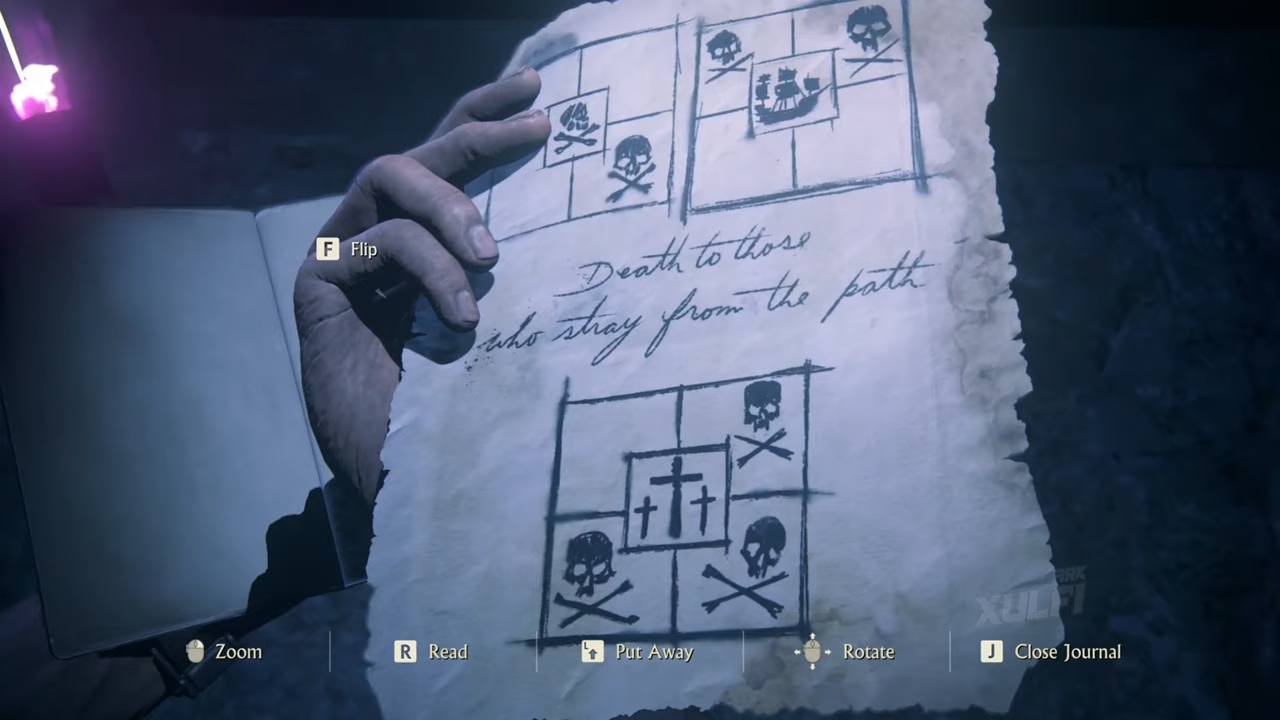 F Flip
Death to those
who stray from the path
Zoom
R Read
L Put Away
Rotate
J Close Journal